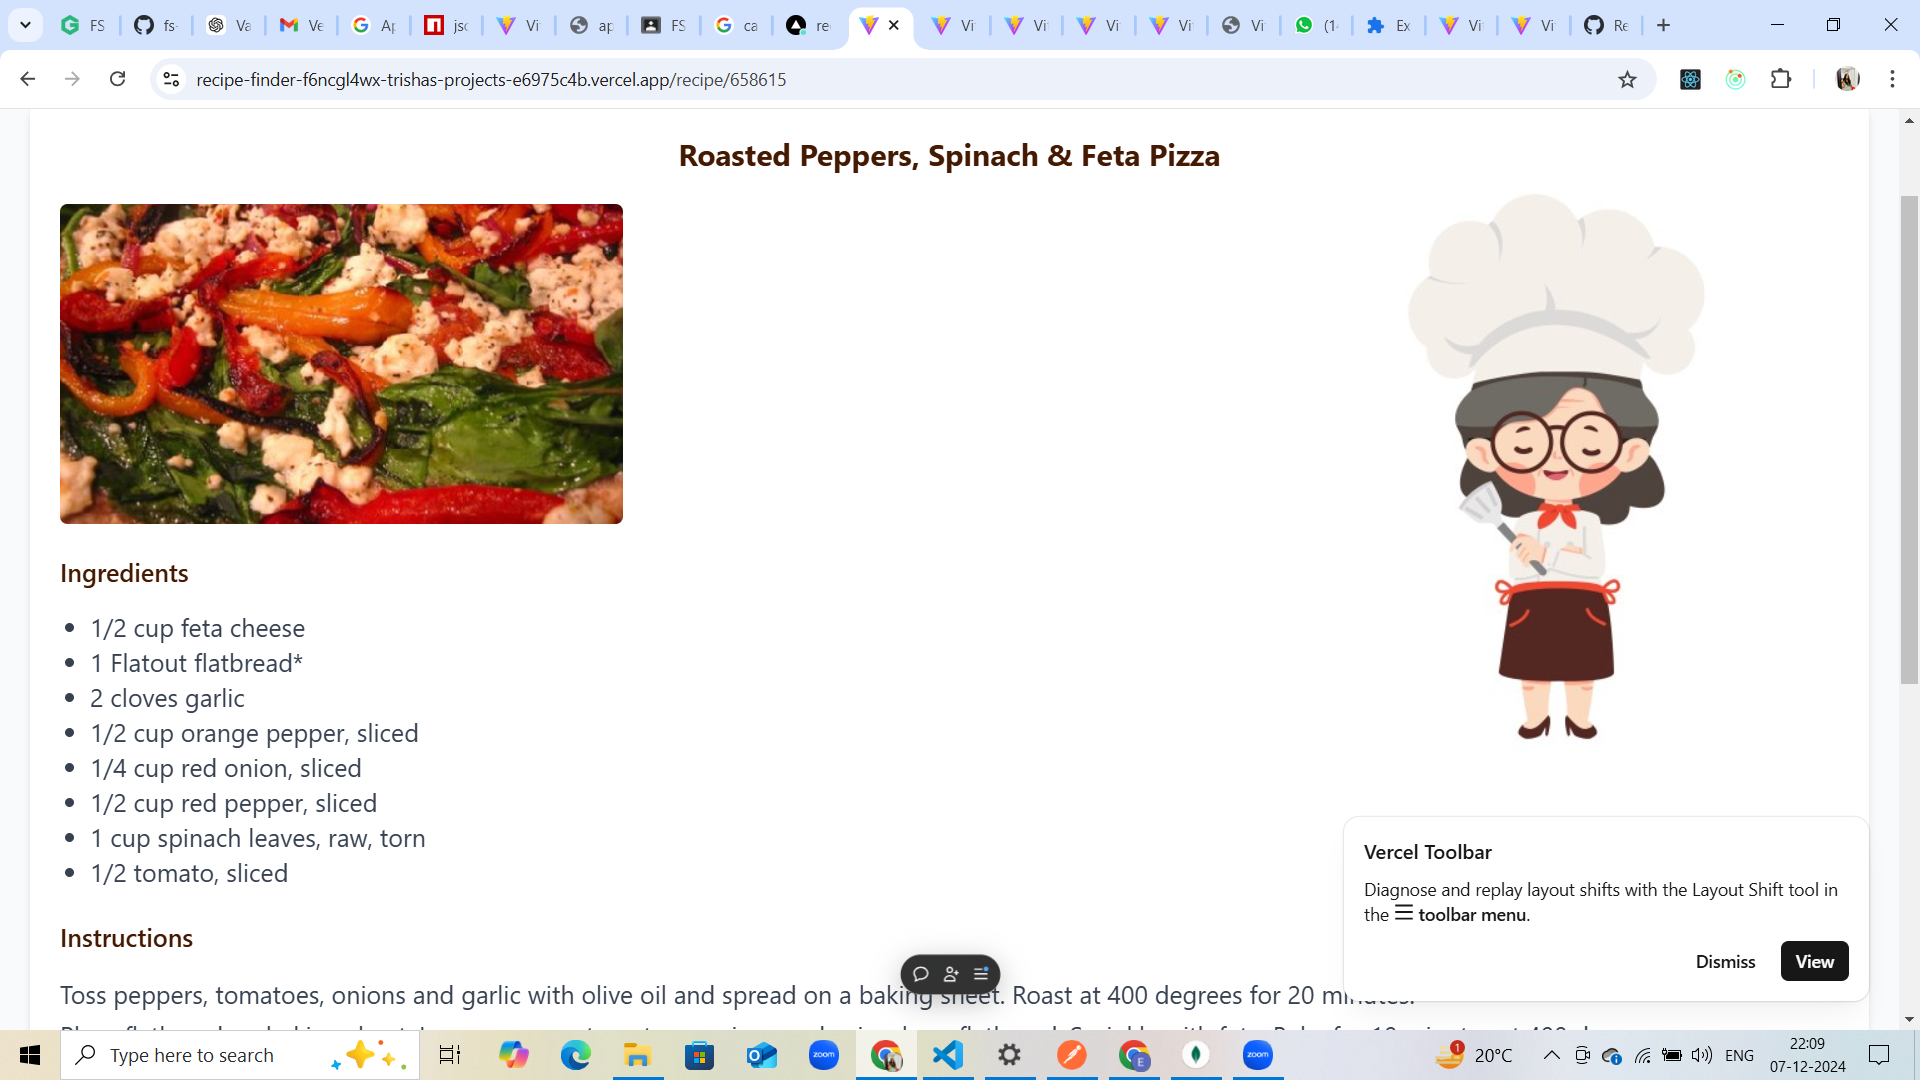 FS
fs-
Va
Ve
Ap
jsc
Vi
ap
FS
ca
re
Vi
Vi
Vi
Vi
Vi
(1
Ex
Vi
Vi
Re
recipe-finder-f6ncgl4wx-trishas-projects-e6975c4b.vercel.app/recipe/658615
Roasted Peppers, Spinach & Feta Pizza
Ingredients
1/2 cup feta cheese
1 Flatout flatbread*
2 cloves garlic
1/2 cup orange pepper, sliced
1/4 cup red onion, sliced
1/2 cup red pepper, sliced
1 cup spinach leaves, raw, torn
1/2 tomato, sliced
Vercel Toolbar
Diagnose and replay layout shifts with the Layout Shift tool in
the toolbar menu.
Dismiss
View
Instructions
Toss peppers, tomatoes, onions and garlic with olive oil and spread on a baking sheet. Roast at 400 degrees for 20 minutes.
Type here to search
zoom
E
zoom
1
20°C
ENG
22:09
07-12-2024